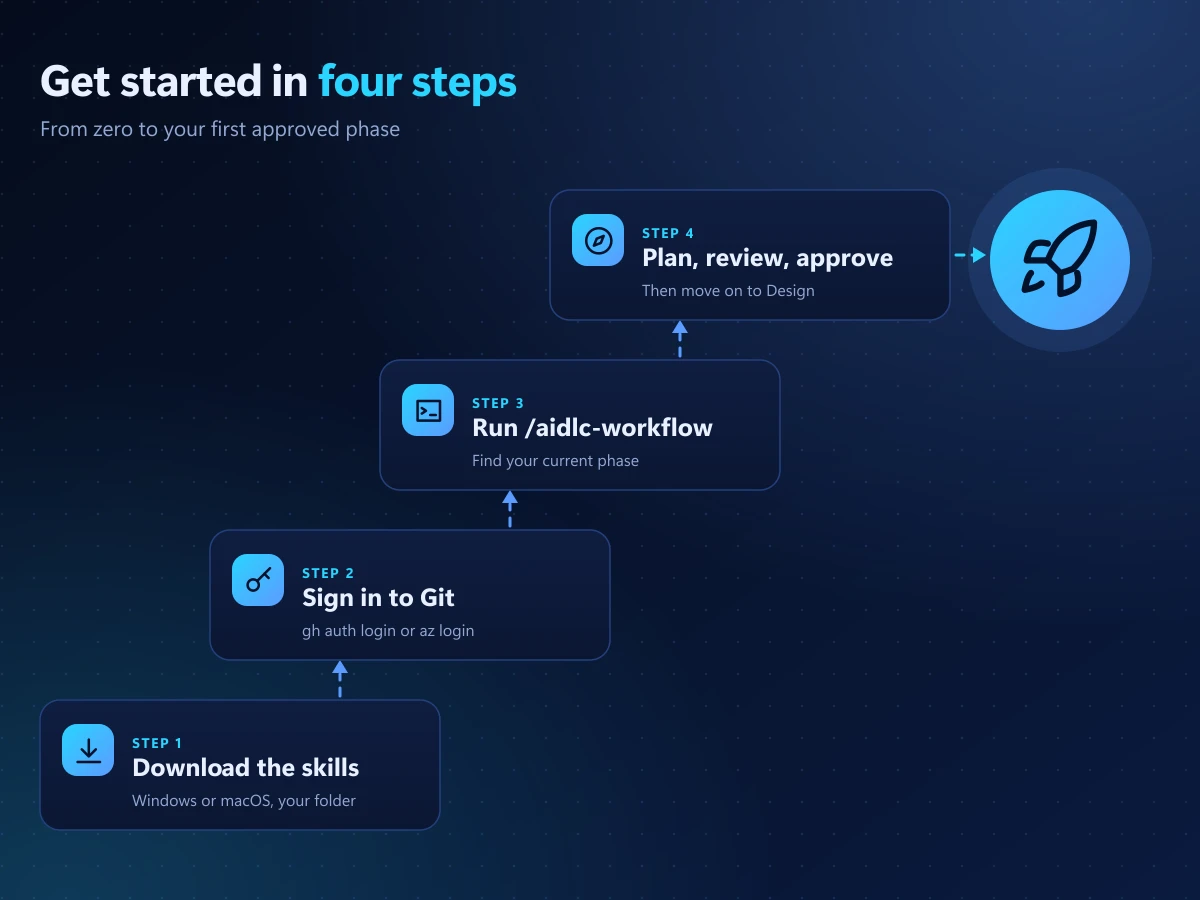 Get started in four steps
From zero to your first approved phase
STEP 4
Plan, review, approve
Then move on to Design
STEP 3
Run /aidlc-workflow
Find your current phase
STEP 2
Sign in to Git
gh auth login or az login
STEP 1
Download the skills
Windows or macOS, your folder